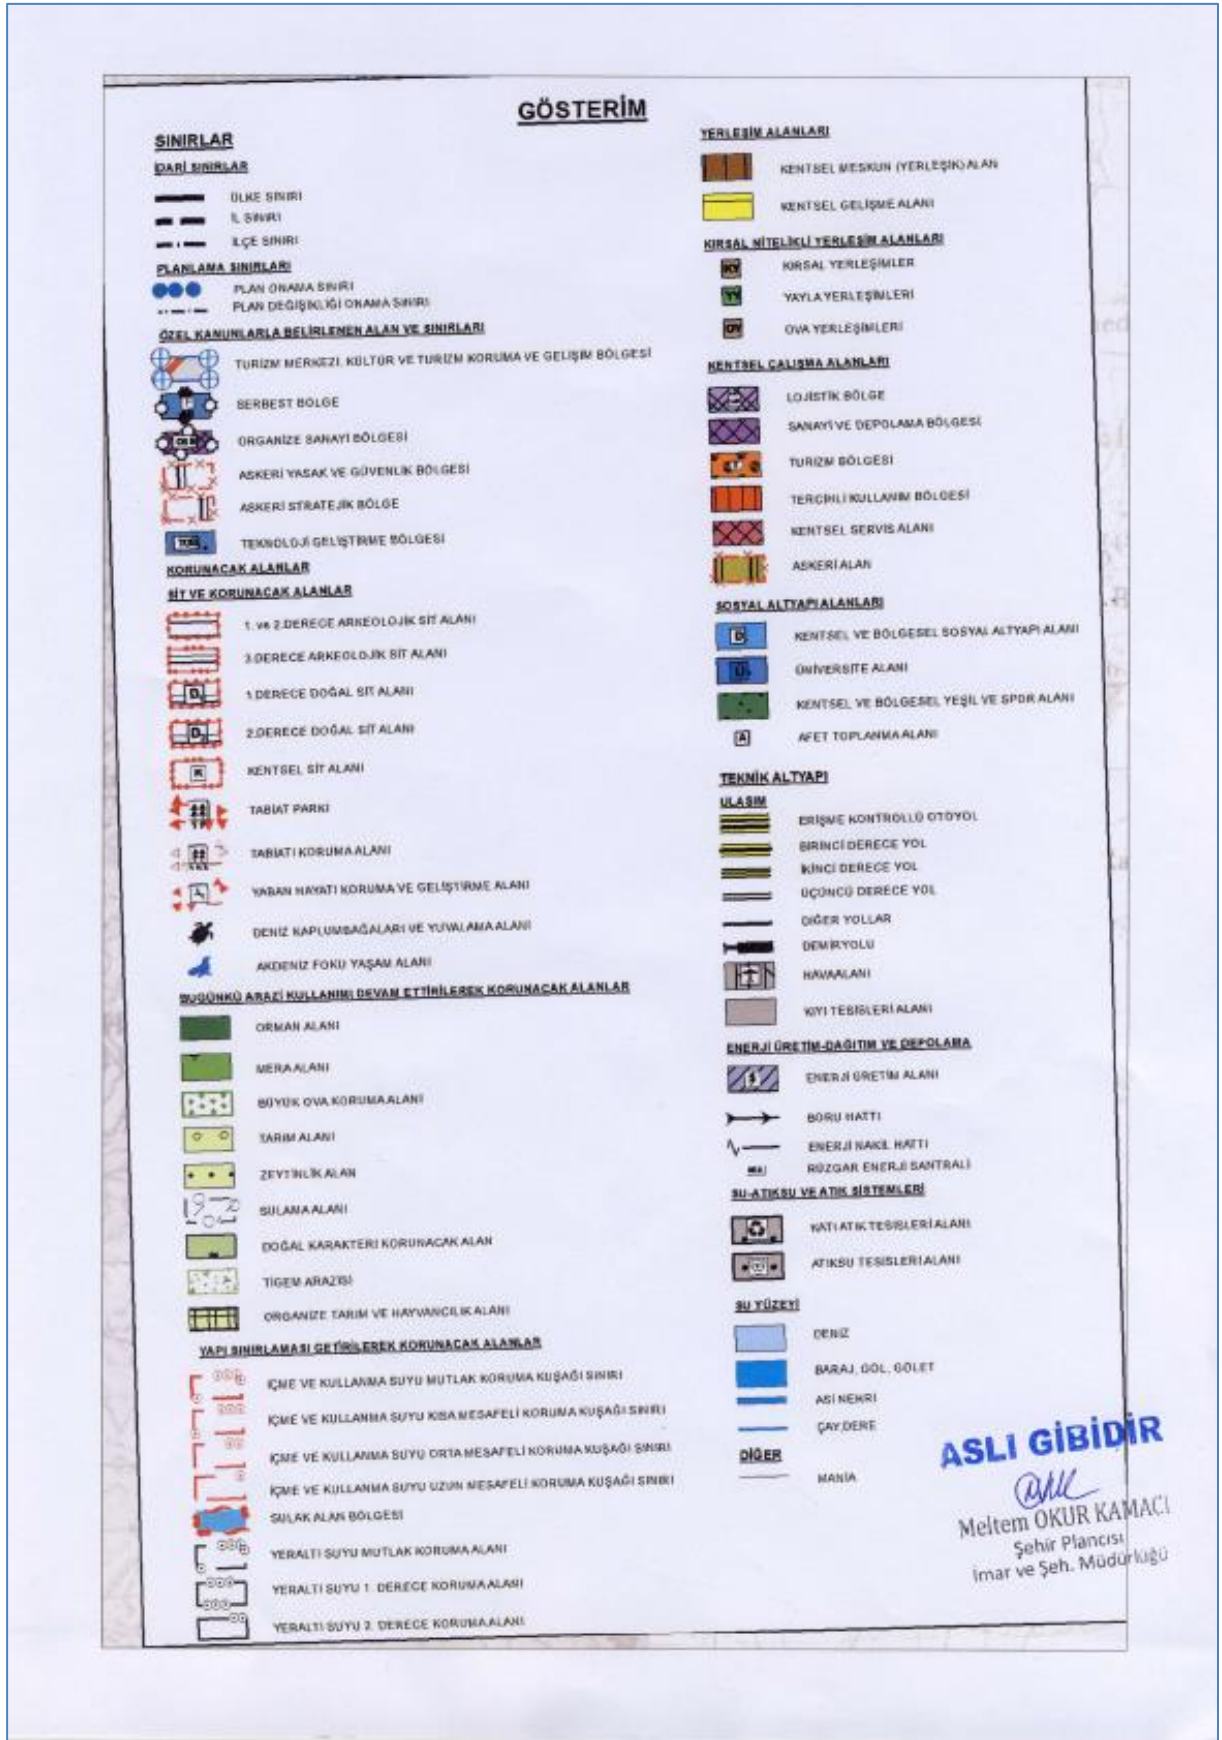 GÖSTERİM
SINIRLAR
İDARİ SINIRLAR
ÜLKE SINIRI
İL SINIRI
İLÇE SINIRI
PLANLAMA SINIRLARI
PLAN ONAMA SINIRI
PLAN DEĞİŞİKLİĞİ ONAMA SINIRI
ÖZEL KANUNLARLA BELİRLENEN ALAN VE SINIRLARI
TURİZM MERKEZİ, KÜLTÜR VE TURİZM KORUMA VE GELİŞİM BÖLGESİ
SERBEST BÖLGE
ORGANİZE SANAYİ BÖLGESİ
ASKERİ YASAK VE GÜVENLİK BÖLGESİ
ASKERİ STRATEJİK BÖLGE
TEKNOLOJİ GELİŞTİRME BÖLGESİ
KORUNACAK ALANLAR
SİT VE KORUNACAK ALANLAR
1. ve 2.DERECE ARKEOLOJİK SİT ALANI
3.DERECE ARKEOLOJİK SİT ALANI
D
1.DERECE DOĞAL SİT ALANI
D
2.DERECE DOĞAL SİT ALANI
K
KENTSEL SİT ALANI
TABİAT PARKI
TABİATI KORUMA ALANI
YABAN HAYATI KORUMA VE GELİŞTİRME ALANI
DENİZ KAPLUMBAĞALARI VE YUVALAMA ALANI
AKDENİZ FOKU YAŞAM ALANI
BUGÜNKÜ ARAZİ KULLANIMI DEVAM ETTİRİLEREK KORUNACAK ALANLAR
ORMAN ALANI
MERA ALANI
BÜYÜK OVA KORUMA ALANI
TARIM ALANI
ZEYTİNLİK ALAN
SULAMA ALANI
DOĞAL KARAKTERİ KORUNACAK ALAN
TİGEM ARAZİSİ
ORGANİZE TARIM VE HAYVANCILIK ALANI
YAPI SINIRLAMASI GETİRİLEREK KORUNACAK ALANLAR
İÇME VE KULLANMA SUYU MUTLAK KORUMA KUŞAĞI SINIRI
İÇME VE KULLANMA SUYU KISA MESAFELİ KORUMA KUŞAĞI SINIRI
İÇME VE KULLANMA SUYU ORTA MESAFELİ KORUMA KUŞAĞI SINIRI
İÇME VE KULLANMA SUYU UZUN MESAFELİ KORUMA KUŞAĞI SINIRI
SULAK ALAN BÖLGESİ
YERALTI SUYU MUTLAK KORUMA ALANI
YERALTI SUYU 1. DERECE KORUMA ALANI
YERALTI SUYU 2. DERECE KORUMA ALANI
YERLEŞİM ALANLARI
KENTSEL MESKUN (YERLEŞİK) ALAN
KENTSEL GELİŞME ALANI
KIRSAL NİTELİKLİ YERLEŞİM ALANLARI
KY
KIRSAL YERLEŞİMLER
YY
YAYLA YERLEŞİMLERİ
OY
OVA YERLEŞİMLERİ
KENTSEL ÇALIŞMA ALANLARI
LOJİSTİK BÖLGE
SANAYİ VE DEPOLAMA BÖLGESİ
TURİZM BÖLGESİ
TERCİHLİ KULLANIM BÖLGESİ
KENTSEL SERVİS ALANI
ASKERİ ALAN
SOSYAL ALTYAPI ALANLARI
KENTSEL VE BÖLGESEL SOSYAL ALTYAPI ALANI
ÜNİVERSİTE ALANI
KENTSEL VE BÖLGESEL YEŞİL VE SPOR ALANI
A
AFET TOPLANMA ALANI
TEKNİK ALTYAPI
ULAŞIM
ERİŞME KONTROLLÜ OTOYOL
BİRİNCİ DERECE YOL
İKİNCİ DERECE YOL
ÜÇÜNCÜ DERECE YOL
DİĞER YOLLAR
DEMİRYOLU
HAVAALANI
KIYI TESİSLERİ ALANI
ENERJİ ÜRETİM-DAĞITIM VE DEPOLAMA
ENERJİ ÜRETİM ALANI
BORU HATTI
ENERJİ NAKİL HATTI
RÜZGAR ENERJİ SANTRALİ
SU-ATIKSU VE ATIK SİSTEMLERİ
KATI ATIK TESİSLERİ ALANI
ATIKSU TESİSLERİ ALANI
SU YÜZEYİ
DENİZ
BARAJ, GÖL, GÖLET
ASİ NEHRİ
ÇAY,DERE
DİĞER
MANİA
ASLI GİBİDİR
Meltem OKUR KAMACI
Şehir Plancısı
İmar ve Şeh. Müdürlüğü